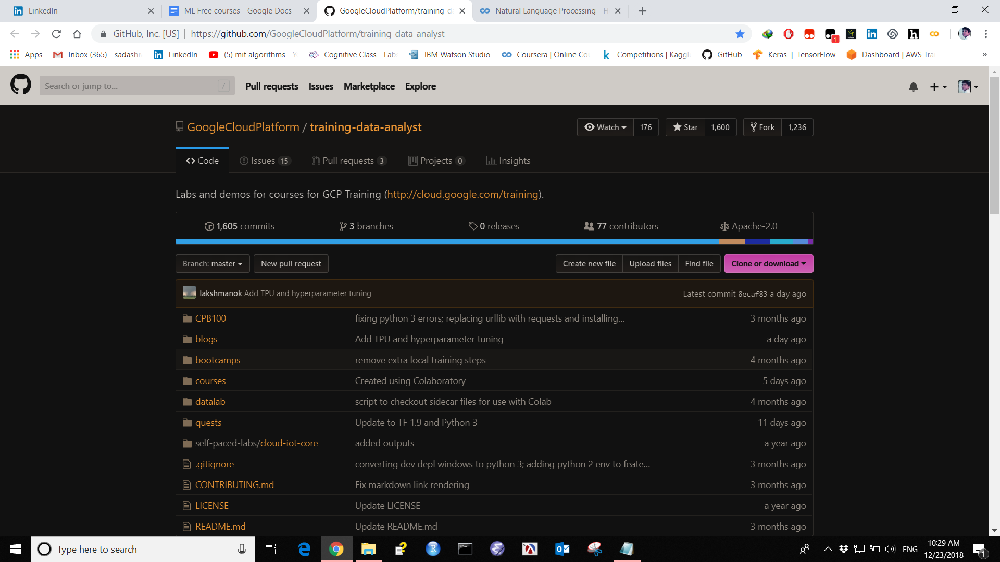 LinkedIn
ML Free courses - Google Docs
GoogleCloudPlatform/training-d
Natural Language Processing - H
GitHub, Inc. [US] | https://github.com/GoogleCloudPlatform/training-data-analyst
1
Apps
Inbox (365) - sadashi
LinkedIn
(5) mit algorithms - Y
Cognitive Class - Lab
IBM Watson Studio
Coursera | Online Co
Competitions | Kaggl
GitHub
Keras | TensorFlow
Dashboard | AWS Tra
»
Search or jump to... /
Pull requests Issues Marketplace Explore
GoogleCloudPlatform / training-data-analyst
Watch 176
Star 1,600
Fork 1,236
Code
Issues 15
Pull requests 3
Projects 0
Insights
Labs and demos for courses for GCP Training (http://cloud.google.com/training).
1,605 commits
3 branches
0 releases
77 contributors
Apache-2.0
Branch: master
New pull request
Create new file
Upload files
Find file
Clone or download
lakshmanok Add TPU and hyperparameter tuning Latest commit 8ecaf83 a day ago
CPB100 fixing python 3 errors; replacing urllib with requests and installing... 3 months ago
blogs Add TPU and hyperparameter tuning a day ago
bootcamps remove extra local training steps 4 months ago
courses Created using Colaboratory 5 days ago
datalab script to checkout sidecar files for use with Colab 4 months ago
quests Update to TF 1.9 and Python 3 11 days ago
self-paced-labs/cloud-iot-core added outputs a year ago
.gitignore converting dev depl windows to python 3; adding python 2 env to feate... 3 months ago
CONTRIBUTING.md Fix markdown link rendering 3 months ago
LICENSE Update LICENSE a year ago
README.md Update README.md 3 months ago
Type here to search
ENG
10:29 AM
12/23/2018
1